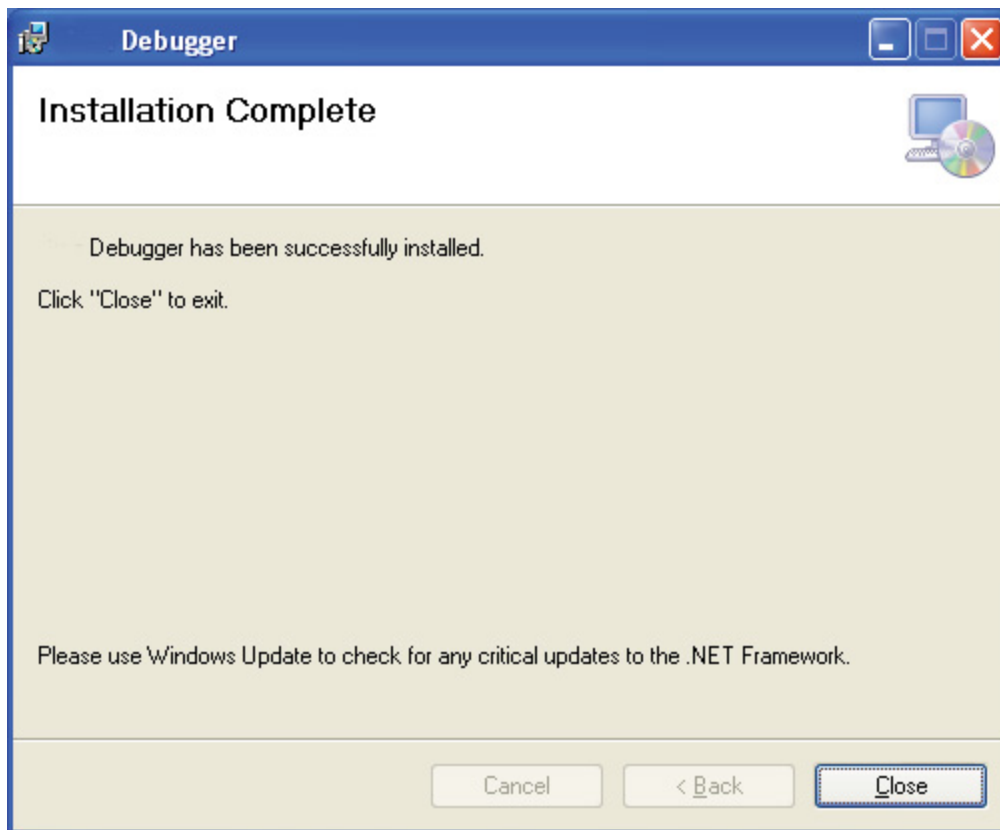 Debugger
Installation Complete
Debugger has been successfully installed.
Click "Close" to exit.
Please use Windows Update to check for any critical updates to the .NET Framework.
Cancel
< Back
Close